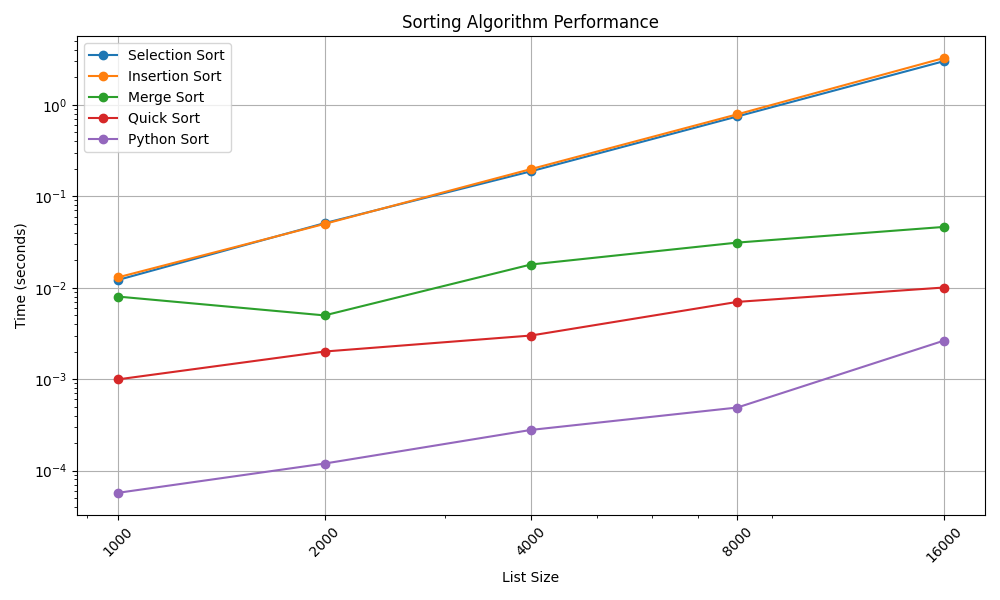 Sorting Algorithm Performance
Selection Sort
Insertion Sort
Merge Sort
Quick Sort
Python Sort
Time (seconds)
10⁰
10⁻¹
10⁻²
10⁻³
10⁻⁴
1000
2000
4000
8000
16000
List Size